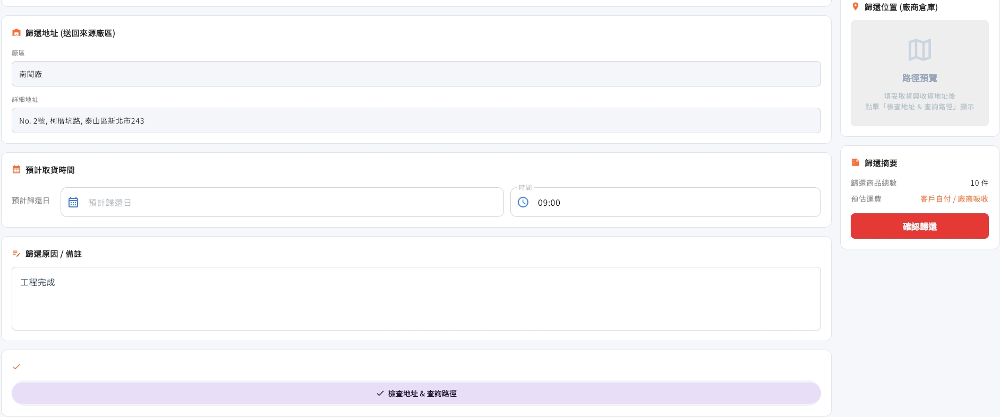 歸還地址 (送回來源廠區)
廠區
南閎廠
詳細地址
No. 2號, 柯厝坑路, 泰山區新北市243
預計取貨時間
預計歸還日
預計歸還日
時間
09:00
歸還原因 / 備註
工程完成
檢查地址 & 查詢路徑
歸還位置 (廠商倉庫)
路徑預覽
填妥取貨與收貨地址後
點擊「檢查地址 & 查詢路徑」顯示
歸還摘要
歸還商品總數
10 件
預估運費
客戶自付 / 廠商吸收
確認歸還